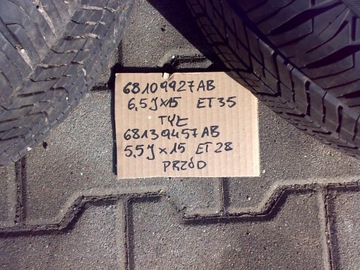 68109927AB
6,5J×15 ET35
TYŁ
68139457AB
5,5J×15 ET28
PRZÓD